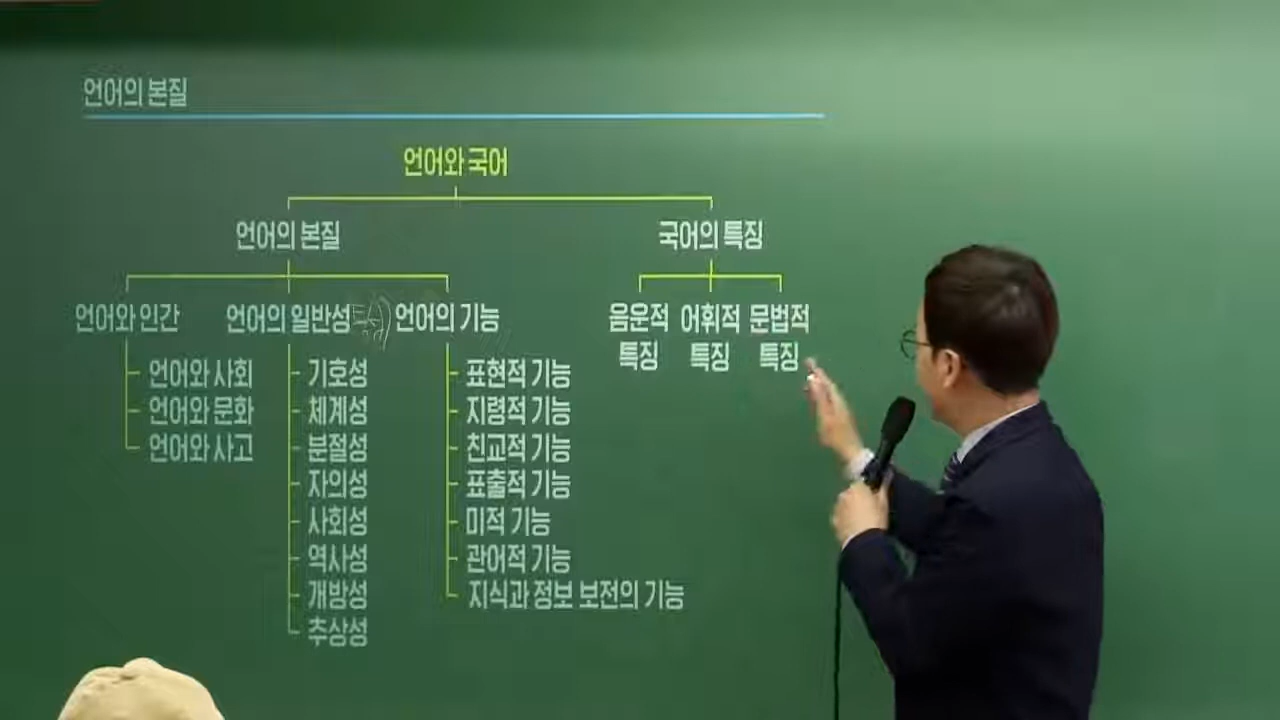 언어의 본질
언어와 국어
언어의 본질
국어의 특징
언어와 인간
언어의 일반성
언어의 기능
음운적 특징
어휘적 특징
문법적 특징
언어와 사회
언어와 문화
언어와 사고
기호성
체계성
분절성
자의성
사회성
역사성
개방성
추상성
표현적 기능
지령적 기능
친교적 기능
표출적 기능
미적 기능
관어적 기능
지식과 정보 보전의 기능